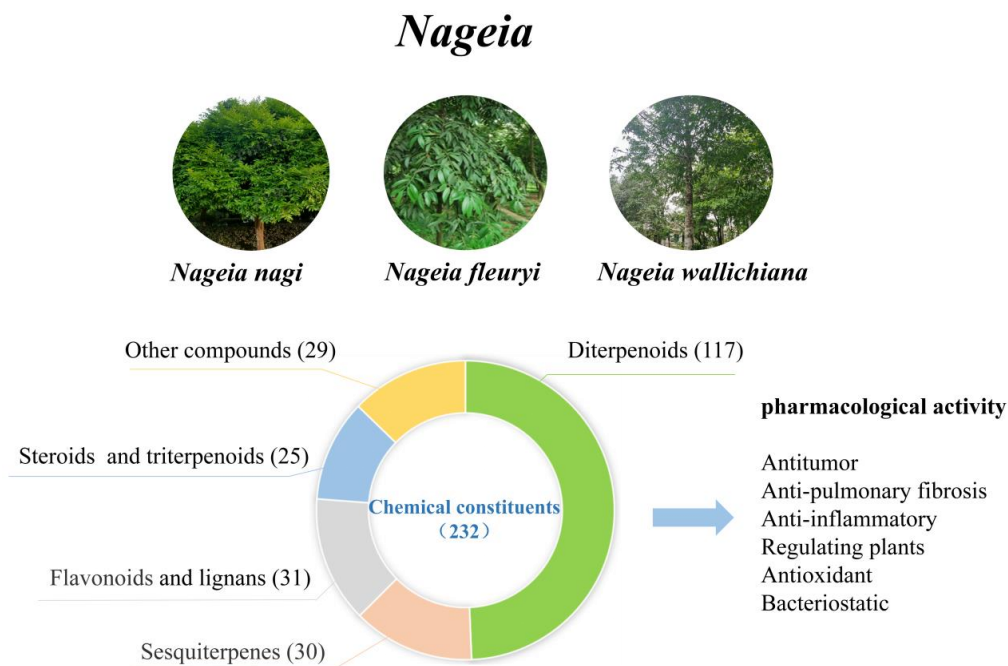 Nageia
Nageia nagi
Nageia fleuryi
Nageia wallichiana
Other compounds (29)
Diterpenoids (117)
Steroids and triterpenoids (25)
Chemical constituents
（232）
Flavonoids and lignans (31)
Sesquiterpenes (30)
pharmacological activity
Antitumor
Anti-pulmonary fibrosis
Anti-inflammatory
Regulating plants
Antioxidant
Bacteriostatic